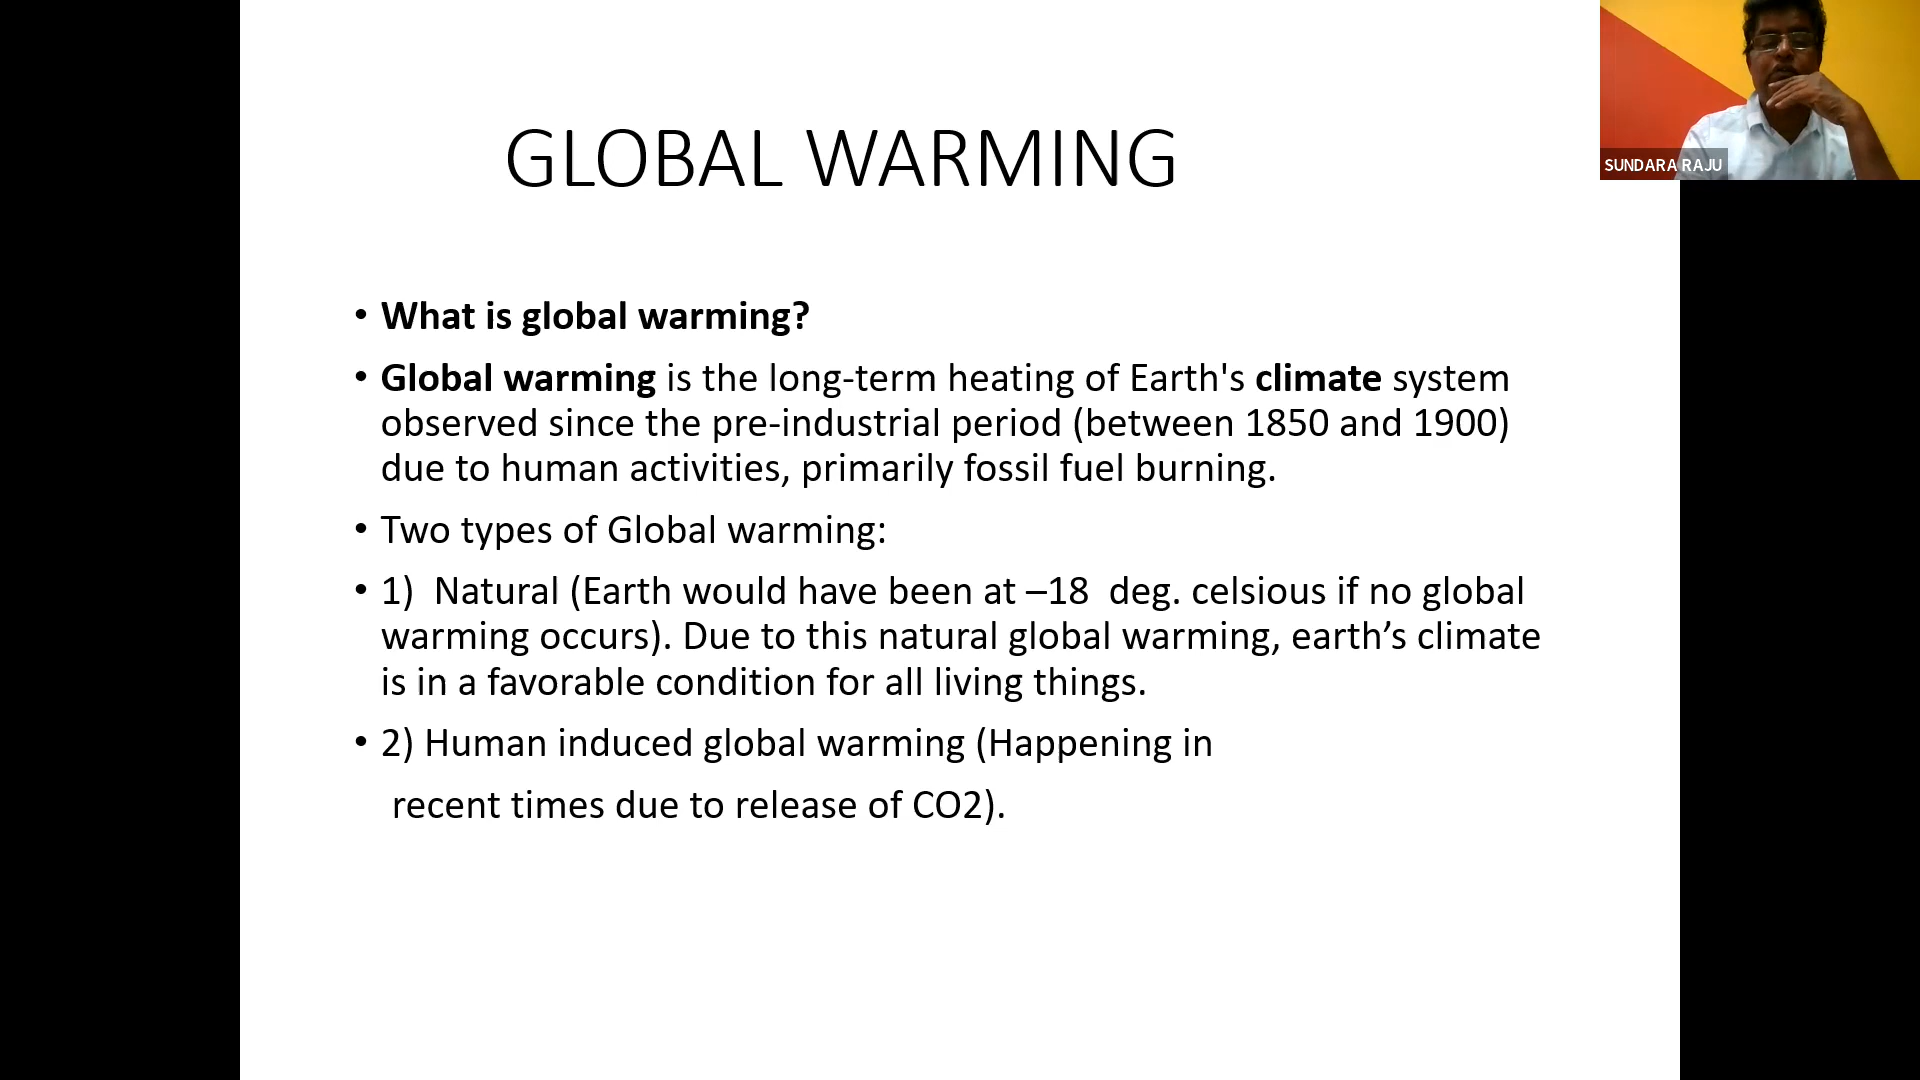 GLOBAL WARMING
SUNDARA RAJU
• What is global warming?
• Global warming is the long-term heating of Earth's climate system
observed since the pre-industrial period (between 1850 and 1900)
due to human activities, primarily fossil fuel burning.
• Two types of Global warming:
• 1)  Natural (Earth would have been at –18  deg. celsious if no global
warming occurs). Due to this natural global warming, earth’s climate
is in a favorable condition for all living things.
• 2) Human induced global warming (Happening in
recent times due to release of CO2).